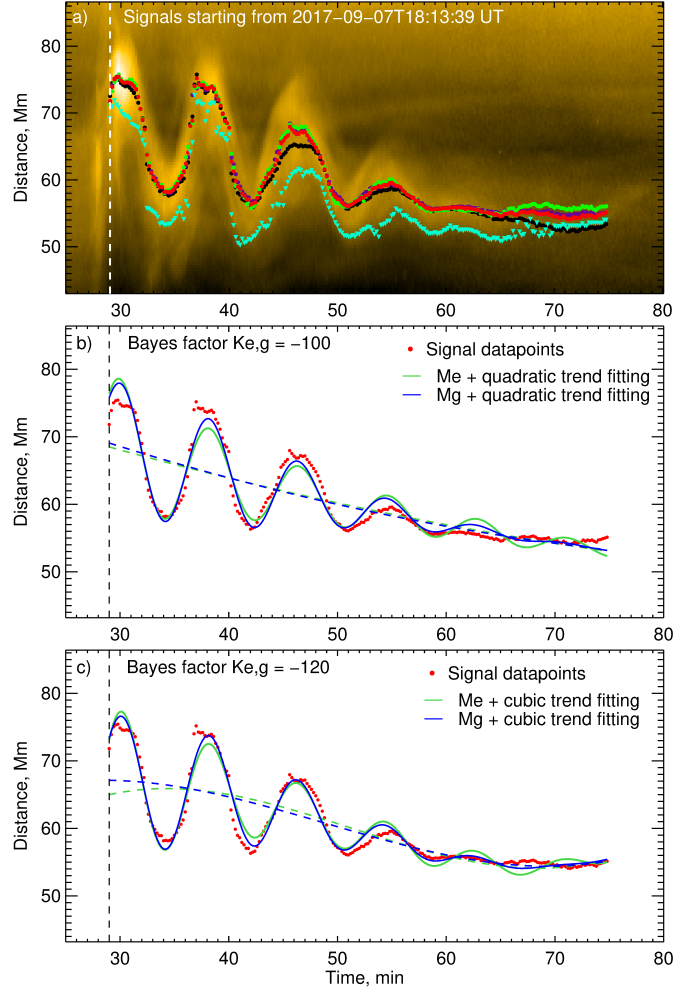 a) Signals starting from 2017−09−07T18:13:39 UT
80
70
60
50
Distance, Mm
30 40 50 60 70 80
b) Bayes factor Ke,g = −100
Signal datapoints
Me + quadratic trend fitting
Mg + quadratic trend fitting
80
70
60
50
Distance, Mm
30 40 50 60 70 80
c) Bayes factor Ke,g = −120
Signal datapoints
Me + cubic trend fitting
Mg + cubic trend fitting
80
70
60
50
Distance, Mm
30 40 50 60 70 80
Time, min